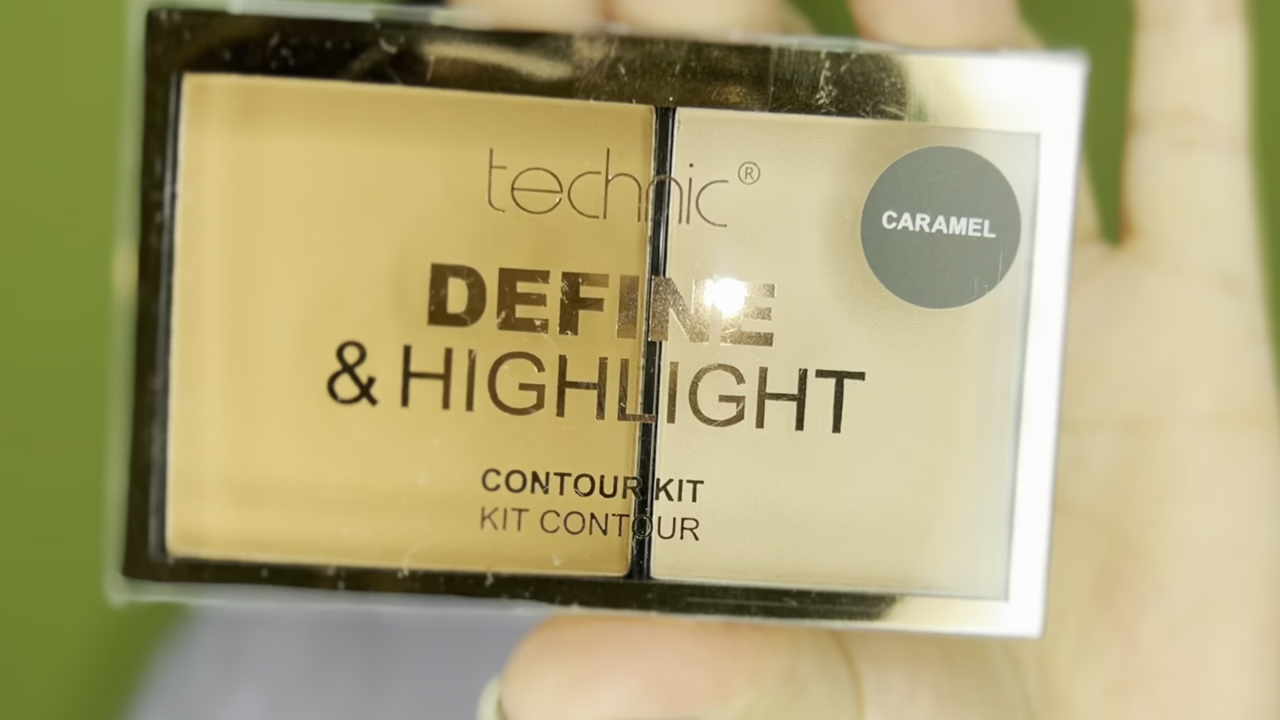 technic®
CARAMEL
DEFINE
& HIGHLIGHT
CONTOUR KIT
KIT CONTOUR